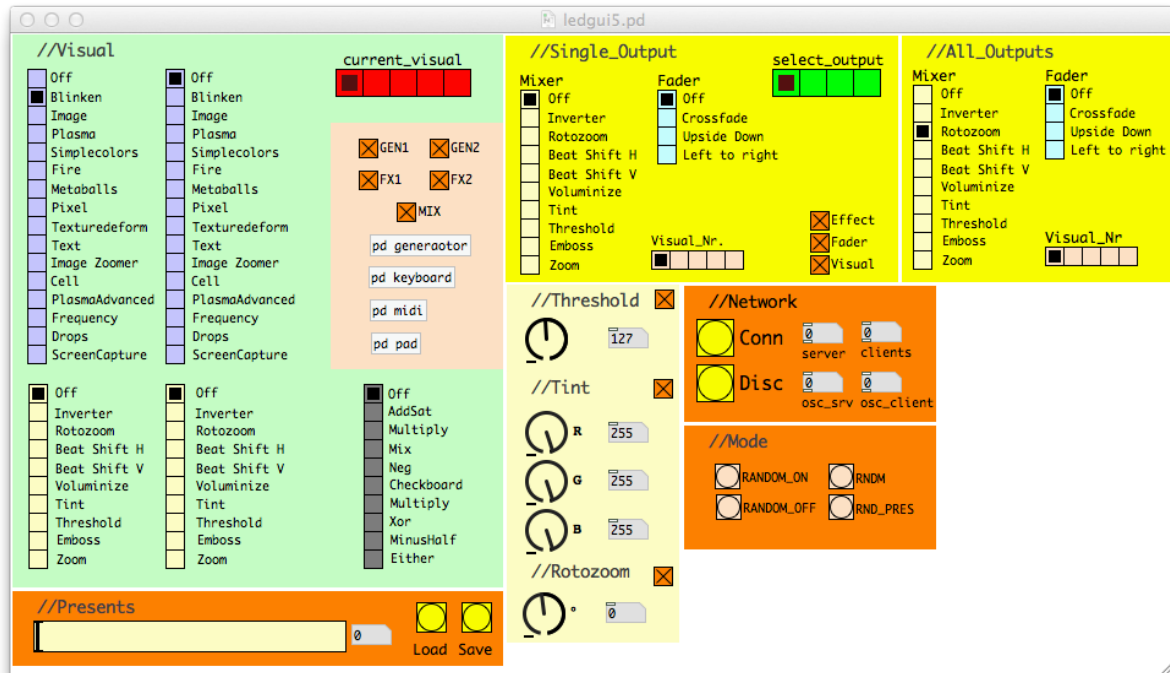 ledgui5.pd
//Visual
current_visual
Off
Blinken
Image
Plasma
Simplecolors
Fire
Metaballs
Pixel
Texturedeform
Text
Image Zoomer
Cell
PlasmaAdvanced
Frequency
Drops
ScreenCapture
Off
Blinken
Image
Plasma
Simplecolors
Fire
Metaballs
Pixel
Texturedeform
Text
Image Zoomer
Cell
PlasmaAdvanced
Frequency
Drops
ScreenCapture
GEN1 GEN2
FX1 FX2
MIX
pd generaotor
pd keyboard
pd midi
pd pad
Off
Inverter
Rotozoom
Beat Shift H
Beat Shift V
Voluminize
Tint
Threshold
Emboss
Zoom
Off
Inverter
Rotozoom
Beat Shift H
Beat Shift V
Voluminize
Tint
Threshold
Emboss
Zoom
Off
AddSat
Multiply
Mix
Neg
Checkboard
Multiply
Xor
MinusHalf
Either
//Presents
0
Load Save
//Single_Output
select_output
Mixer
Off
Inverter
Rotozoom
Beat Shift H
Beat Shift V
Voluminize
Tint
Threshold
Emboss
Zoom
Fader
Off
Crossfade
Upside Down
Left to right
Effect
Fader
Visual
Visual_Nr.
//All_Outputs
Mixer
Off
Inverter
Rotozoom
Beat Shift H
Beat Shift V
Voluminize
Tint
Threshold
Emboss
Zoom
Fader
Off
Crossfade
Upside Down
Left to right
Visual_Nr
//Threshold
127
//Tint
R 255
G 255
B 255
//Rotozoom
° 0
//Network
Conn
0 0
server clients
Disc
0 0
osc_srv osc_client
//Mode
RANDOM_ON RNDM
RANDOM_OFF RND_PRES